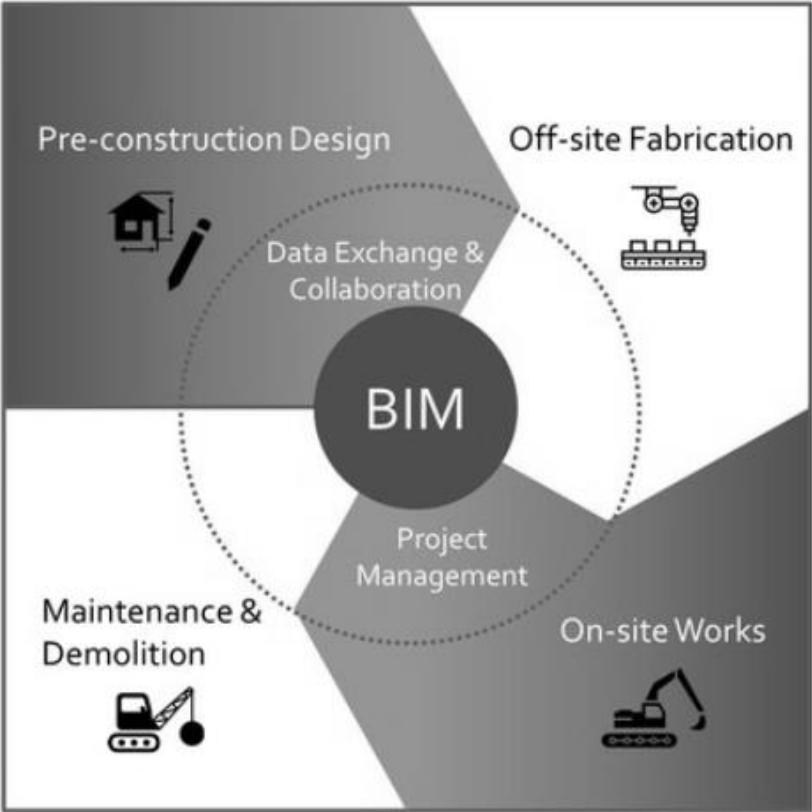 Pre-construction Design
Off-site Fabrication
Data Exchange &
Collaboration
BIM
Project
Management
Maintenance &
Demolition
On-site Works